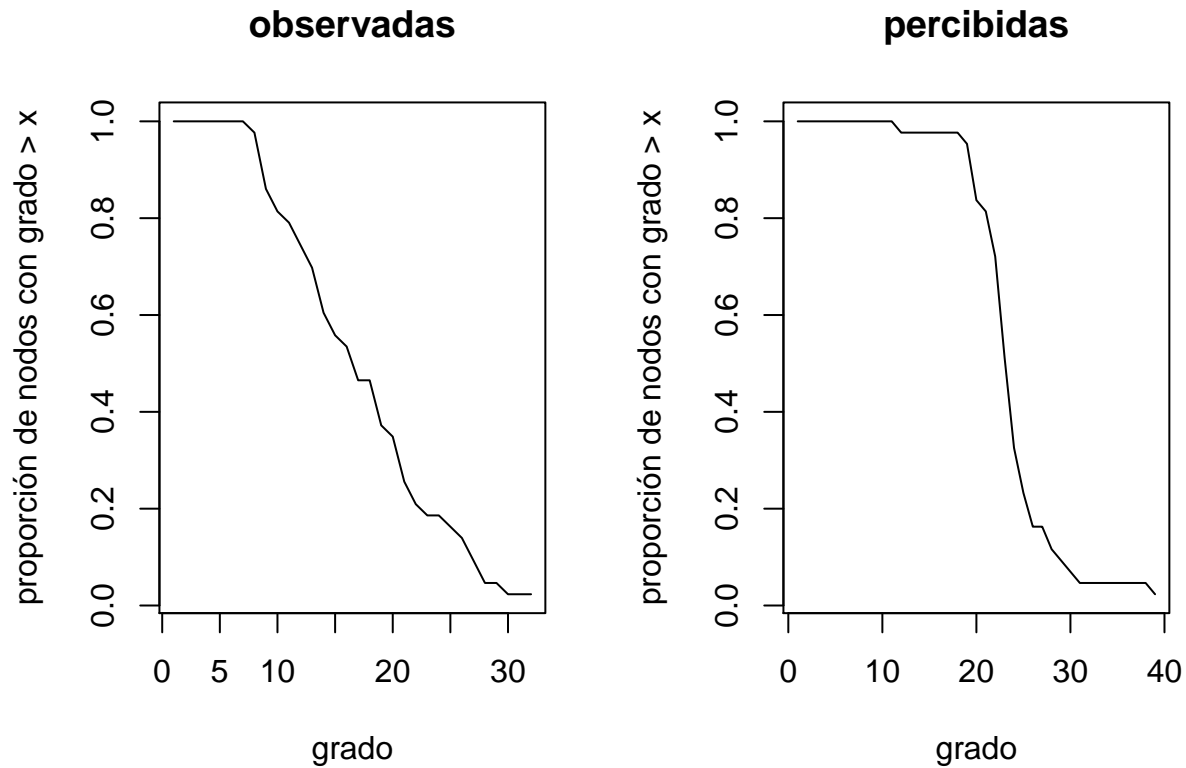 observadas
proporción de nodos con grado > x
0.0 0.2 0.4 0.6 0.8 1.0
0 5 10 20 30
grado
percibidas
proporción de nodos con grado > x
0.0 0.2 0.4 0.6 0.8 1.0
0 10 20 30 40
grado